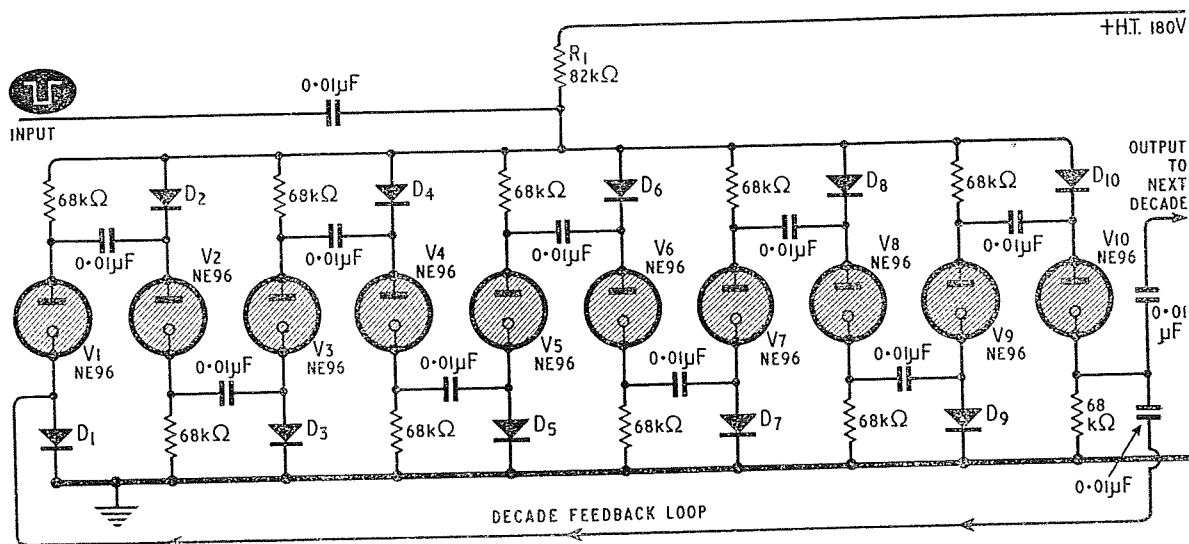 +H.T. 180V
R1
82kΩ
0·01µF
INPUT
OUTPUT
TO
NEXT
DECADE
68kΩ
D2
68kΩ
D4
68kΩ
D6
68kΩ
D8
68kΩ
D10
0·01µF
0·01µF
0·01µF
0·01µF
0·01µF
V2
NE96
V4
NE96
V6
NE96
V8
NE96
V10
NE96
0·01
µF
V1
NE96
0·01µF
V3
NE96
0·01µF
V5
NE96
0·01µF
V7
NE96
0·01µF
V9
NE96
D1
68kΩ
D3
68kΩ
D5
68kΩ
D7
68kΩ
D9
68
kΩ
0·01µF
DECADE FEEDBACK LOOP